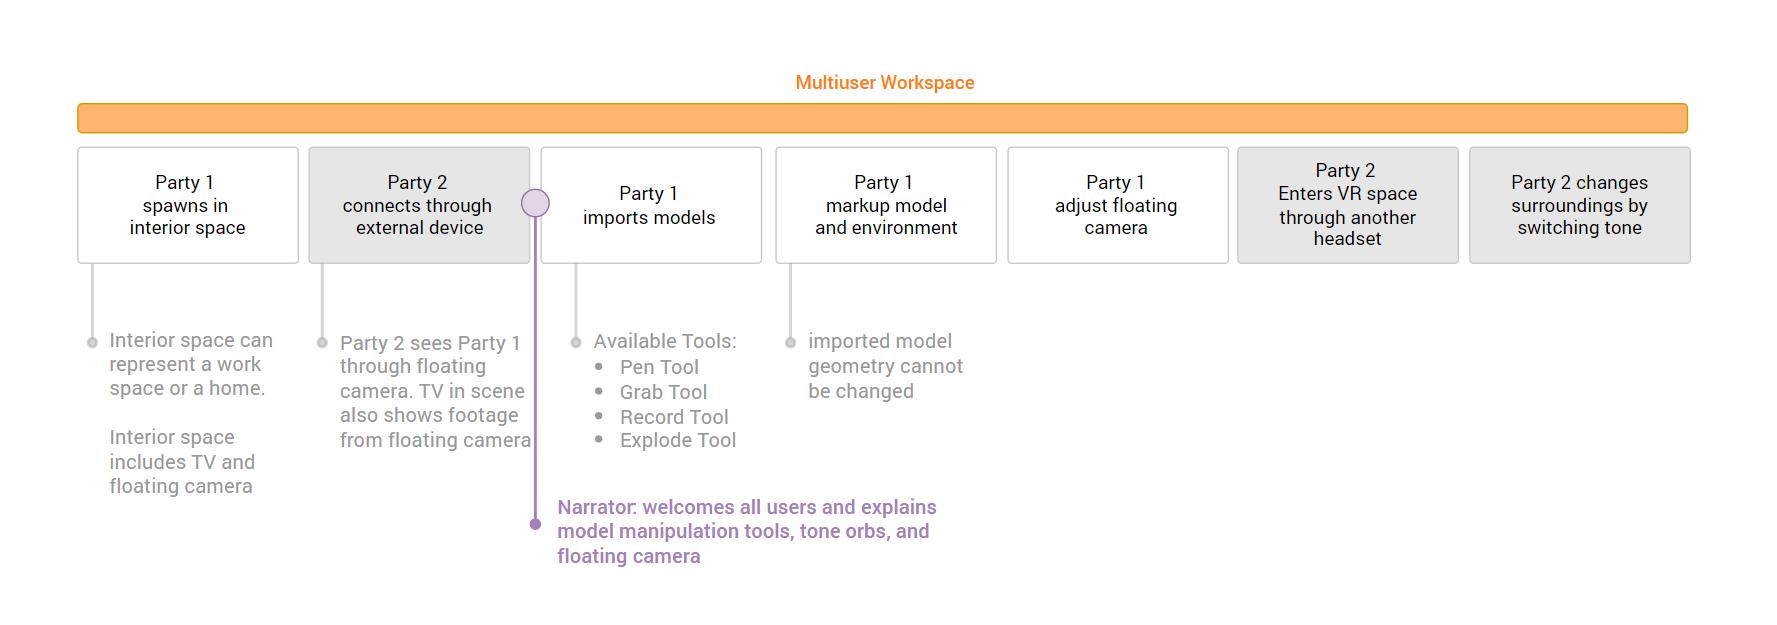 Multiuser Workspace
Party 1
spawns in
interior space
Party 2
connects through
external device
Party 1
imports models
Party 1
markup model
and environment
Party 1
adjust floating
camera
Party 2
Enters VR space
through another
headset
Party 2 changes
surroundings by
switching tone
Interior space can
represent a work
space or a home.
Interior space
includes TV and
floating camera
Party 2 sees Party 1
through floating
camera. TV in scene
also shows footage
from floating camera
Available Tools:
• Pen Tool
• Grab Tool
• Record Tool
• Explode Tool
imported model
geometry cannot
be changed
Narrator: welcomes all users and explains
model manipulation tools, tone orbs, and
floating camera